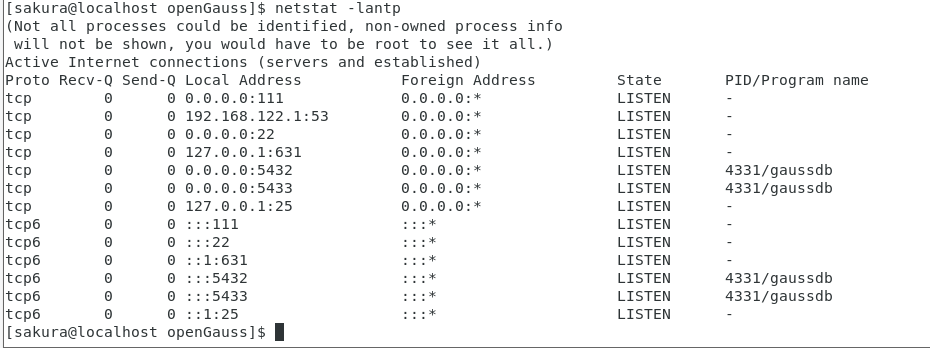 [sakura@localhost openGauss]$ netstat -lantp
(Not all processes could be identified, non-owned process info
 will not be shown, you would have to be root to see it all.)
Active Internet connections (servers and established)
Proto Recv-Q Send-Q Local Address           Foreign Address         State       PID/Program name
tcp        0      0 0.0.0.0:111             0.0.0.0:*               LISTEN      -
tcp        0      0 192.168.122.1:53        0.0.0.0:*               LISTEN      -
tcp        0      0 0.0.0.0:22              0.0.0.0:*               LISTEN      -
tcp        0      0 127.0.0.1:631           0.0.0.0:*               LISTEN      -
tcp        0      0 0.0.0.0:5432            0.0.0.0:*               LISTEN      4331/gaussdb
tcp        0      0 0.0.0.0:5433            0.0.0.0:*               LISTEN      4331/gaussdb
tcp        0      0 127.0.0.1:25            0.0.0.0:*               LISTEN      -
tcp6       0      0 :::111                  :::*                    LISTEN      -
tcp6       0      0 :::22                   :::*                    LISTEN      -
tcp6       0      0 ::1:631                 :::*                    LISTEN      -
tcp6       0      0 :::5432                 :::*                    LISTEN      4331/gaussdb
tcp6       0      0 :::5433                 :::*                    LISTEN      4331/gaussdb
tcp6       0      0 ::1:25                  :::*                    LISTEN      -
[sakura@localhost openGauss]$